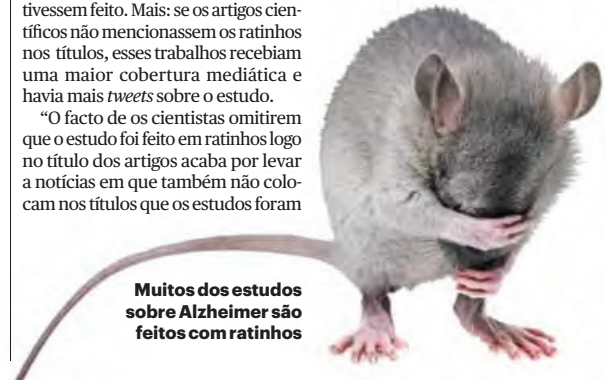 tivessem feito. Mais: se os artigos cien-
tíficos não mencionassem os ratinhos
nos títulos, esses trabalhos recebiam
uma maior cobertura mediática e
havia mais tweets sobre o estudo.
“O facto de os cientistas omitirem
que o estudo foi feito em ratinhos logo
no título dos artigos acaba por levar
a notícias em que também não colo-
cam nos títulos que os estudos foram
Muitos dos estudos
sobre Alzheimer são
feitos com ratinhos